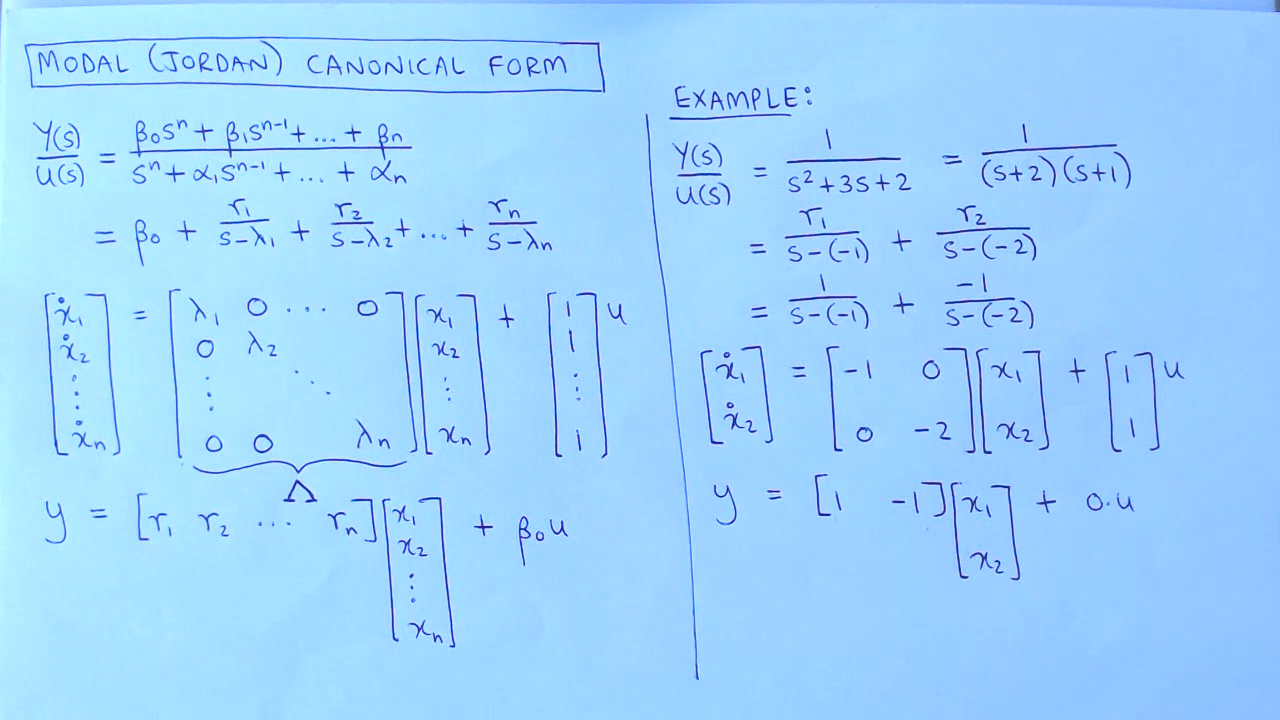 MODAL (JORDAN) CANONICAL FORM
Y(s)/U(s) = (β₀sⁿ + β₁sⁿ⁻¹ + ... + βₙ)/(sⁿ + α₁sⁿ⁻¹ + ... + αₙ)
= β₀ + r₁/(s-λ₁) + r₂/(s-λ₂) + ... + rₙ/(s-λₙ)
[ẋ₁ ẋ₂ ⋮ ẋₙ] = [λ₁ 0 ... 0; 0 λ₂; ⋮ ⋱; 0 0 λₙ] [x₁ x₂ ⋮ xₙ] + [1 1 ⋮ 1] u
Λ
y = [r₁ r₂ ... rₙ] [x₁ x₂ ⋮ xₙ] + β₀u
EXAMPLE:
Y(s)/U(s) = 1/(s²+3s+2) = 1/((s+2)(s+1))
= r₁/(s-(-1)) + r₂/(s-(-2))
= 1/(s-(-1)) + -1/(s-(-2))
[ẋ₁ ẋ₂] = [-1 0; 0 -2] [x₁ x₂] + [1 1] u
y = [1 -1] [x₁ x₂] + 0.u